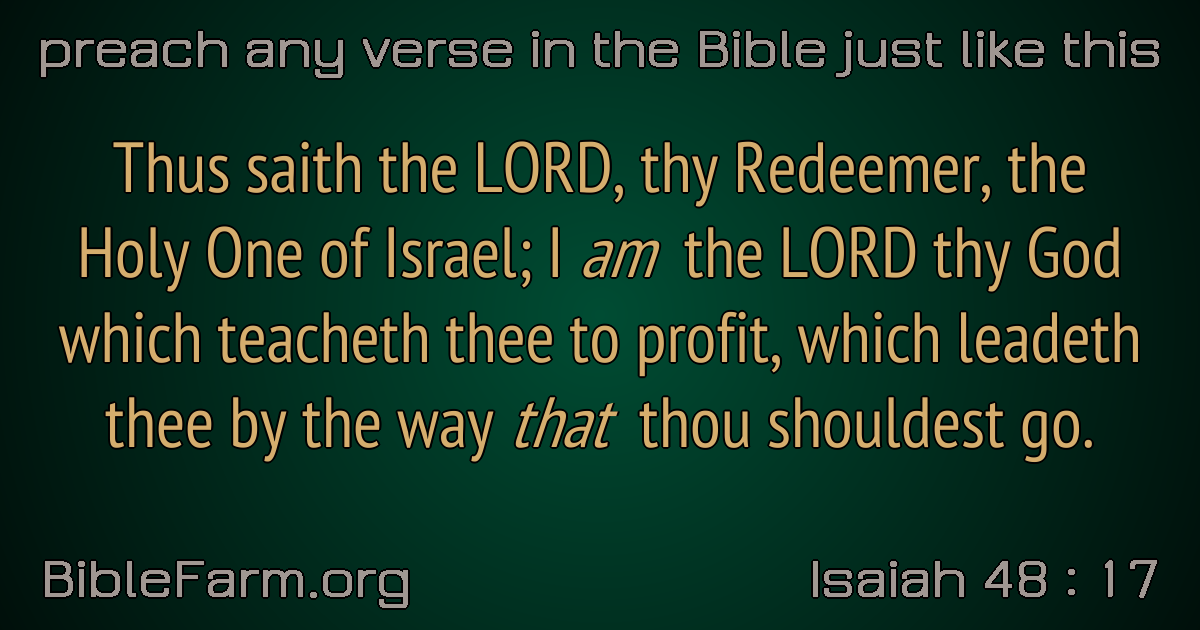 preach any verse in the Bible just like this
Thus saith the LORD, thy Redeemer, the
Holy One of Israel; I am the LORD thy God
which teacheth thee to profit, which leadeth
thee by the way that thou shouldest go.
BibleFarm.org
Isaiah 48 : 17